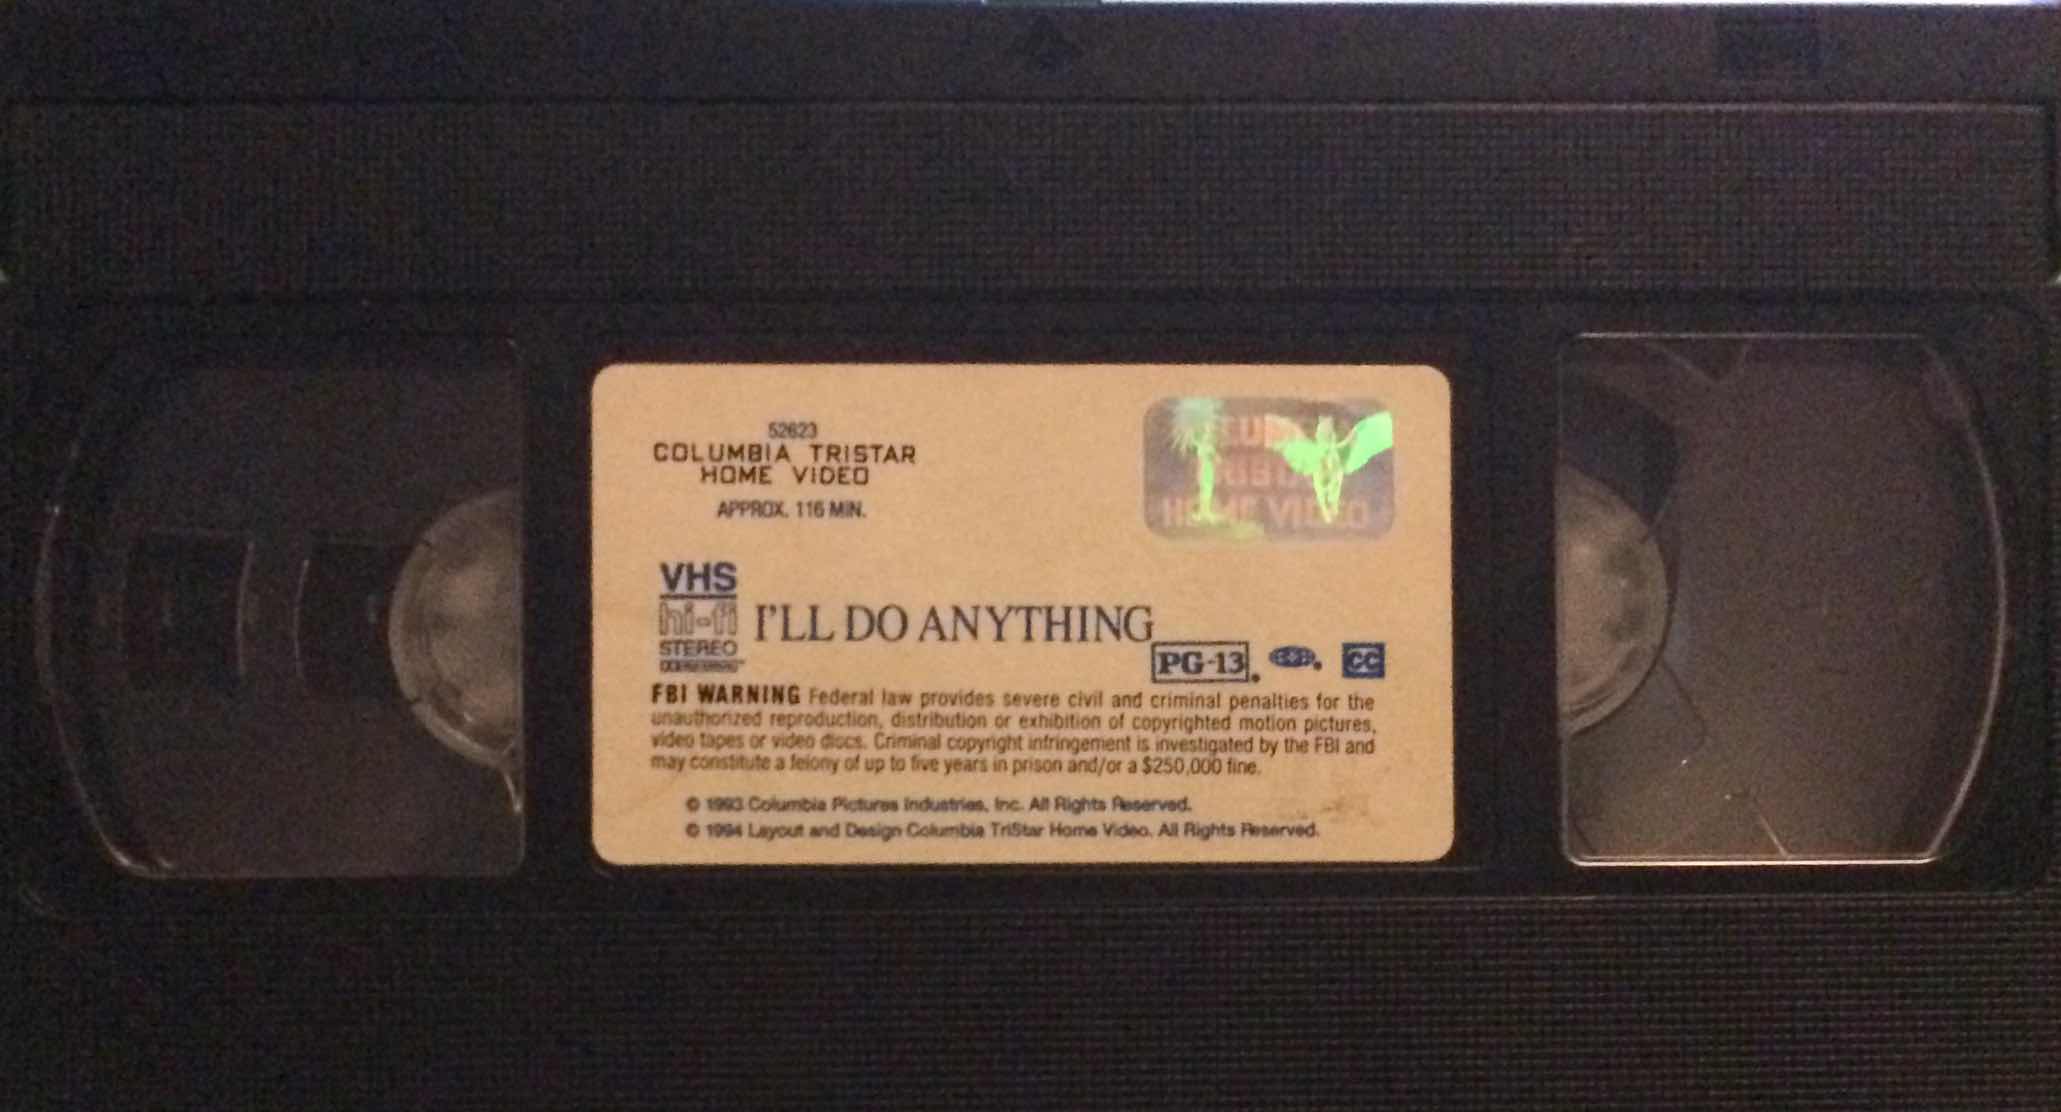 52623
COLUMBIA TRISTAR
HOME VIDEO
APPROX. 116 MIN.
HOME VIDEO
VHS
hi-fi
STEREO
I'LL DO ANYTHING
PG-13
CC
FBI WARNING Federal law provides severe civil and criminal penalties for the
unauthorized reproduction, distribution or exhibition of copyrighted motion pictures,
video tapes or video discs. Criminal copyright infringement is investigated by the FBI and
may constitute a felony of up to five years in prison and/or a $250,000 fine.
© 1993 Columbia Pictures Industries, Inc. All Rights Reserved.
© 1994 Layout and Design Columbia TriStar Home Video. All Rights Reserved.